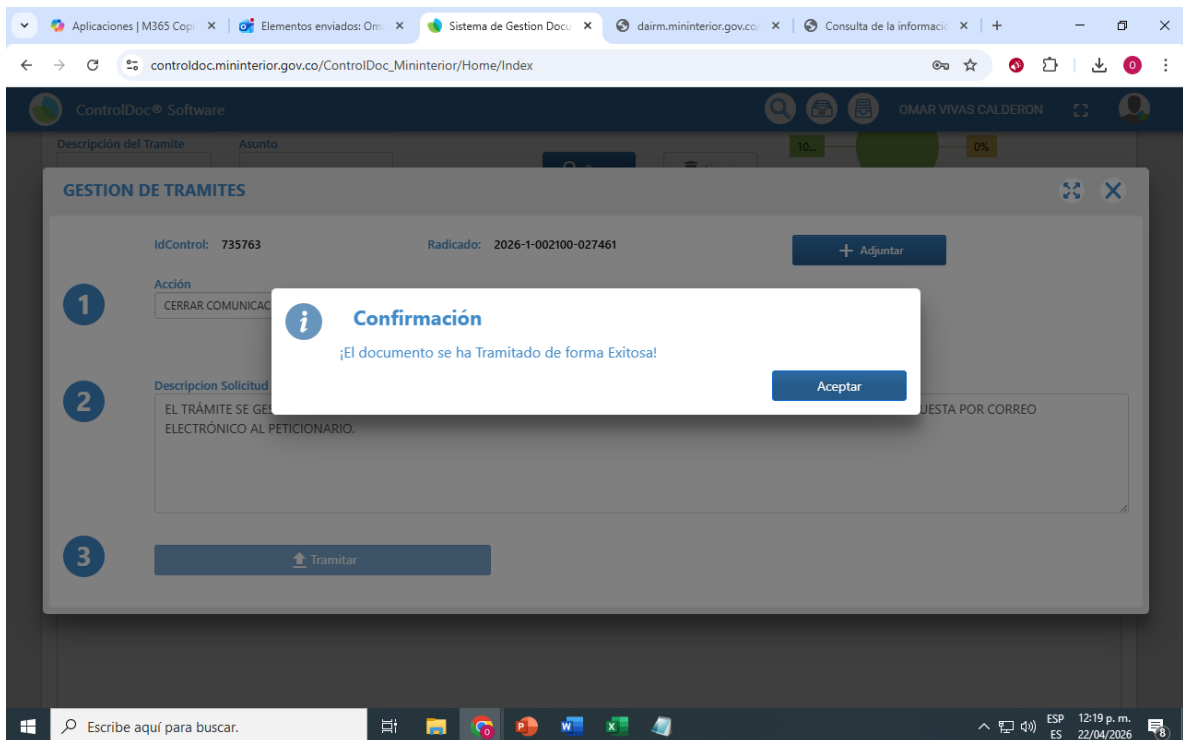 Aplicaciones | M365 Copi
Elementos enviados: Om
Sistema de Gestion Docu
dairm.mininterior.gov.co/
Consulta de la informació
controldoc.mininterior.gov.co/ControlDoc_Mininterior/Home/Index
O
ControlDoc® Software
OMAR VIVAS CALDERON
Descripción del Tramite Asunto
10... 0%
GESTION DE TRAMITES
IdControl: 735763 Radicado: 2026-1-002100-027461
Adjuntar
1
Acción
CERRAR COMUNICAC
Confirmación
¡El documento se ha Tramitado de forma Exitosa!
Aceptar
2
Descripcion Solicitud
EL TRÁMITE SE GES UESTA POR CORREO
ELECTRÓNICO AL PETICIONARIO.
3
Tramitar
Escribe aquí para buscar.
ESP 12:19 p. m.
ES 22/04/2026
8